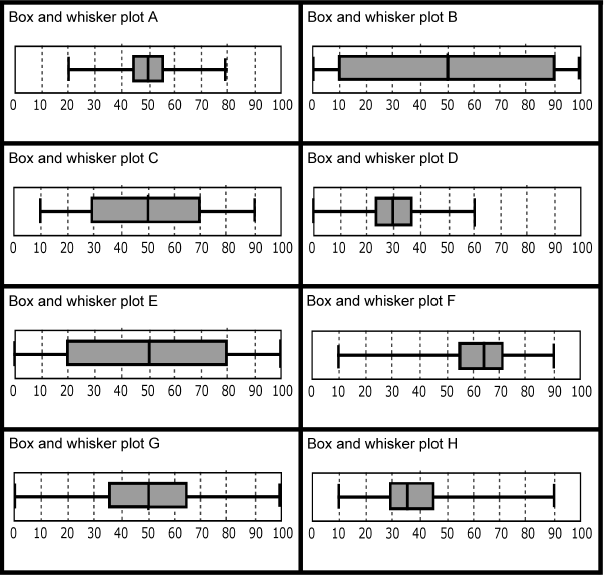 Box and whisker plot A
0 10 20 30 40 50 60 70 80 90 100
Box and whisker plot B
0 10 20 30 40 50 60 70 80 90 100
Box and whisker plot C
0 10 20 30 40 50 60 70 80 90 100
Box and whisker plot D
0 10 20 30 40 50 60 70 80 90 100
Box and whisker plot E
0 10 20 30 40 50 60 70 80 90 100
Box and whisker plot F
0 10 20 30 40 50 60 70 80 90 100
Box and whisker plot G
0 10 20 30 40 50 60 70 80 90 100
Box and whisker plot H
0 10 20 30 40 50 60 70 80 90 100